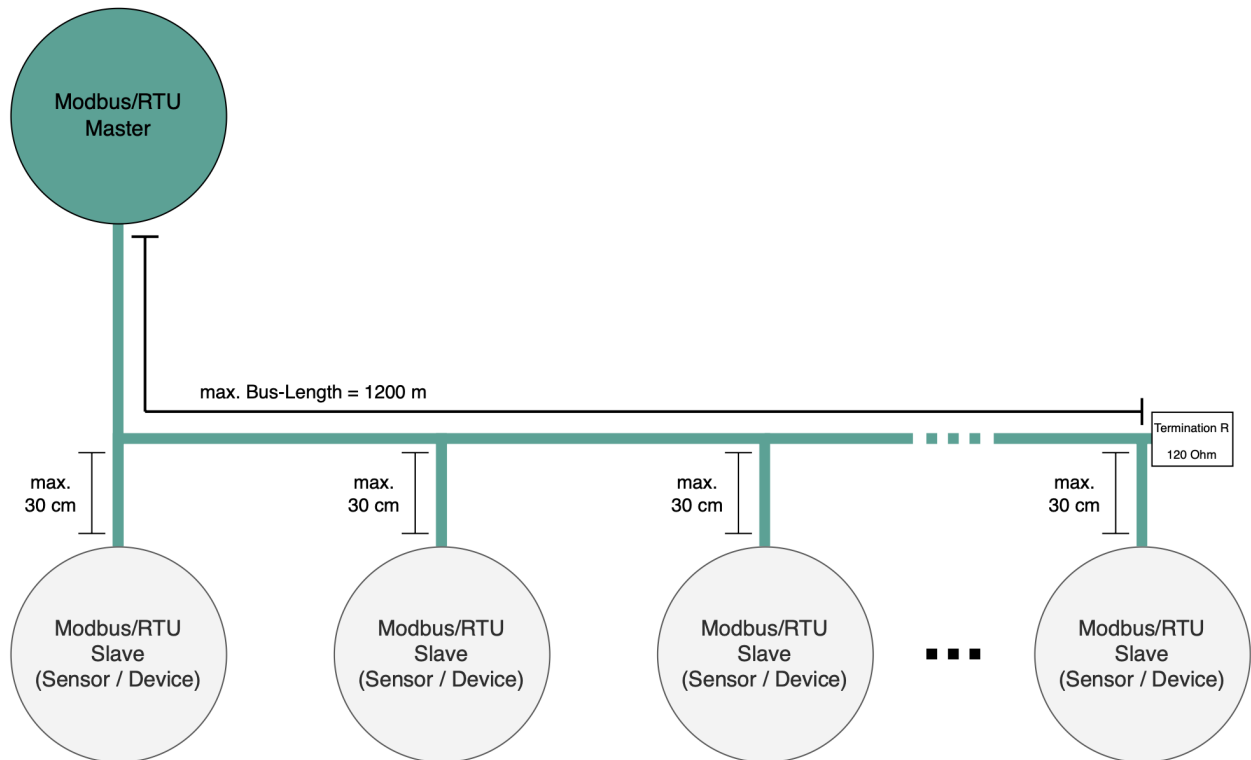 Modbus/RTU
Master
max. Bus-Length = 1200 m
Termination R
120 Ohm
max.
30 cm
max.
30 cm
max.
30 cm
max.
30 cm
Modbus/RTU
Slave
(Sensor / Device)
Modbus/RTU
Slave
(Sensor / Device)
Modbus/RTU
Slave
(Sensor / Device)
Modbus/RTU
Slave
(Sensor / Device)